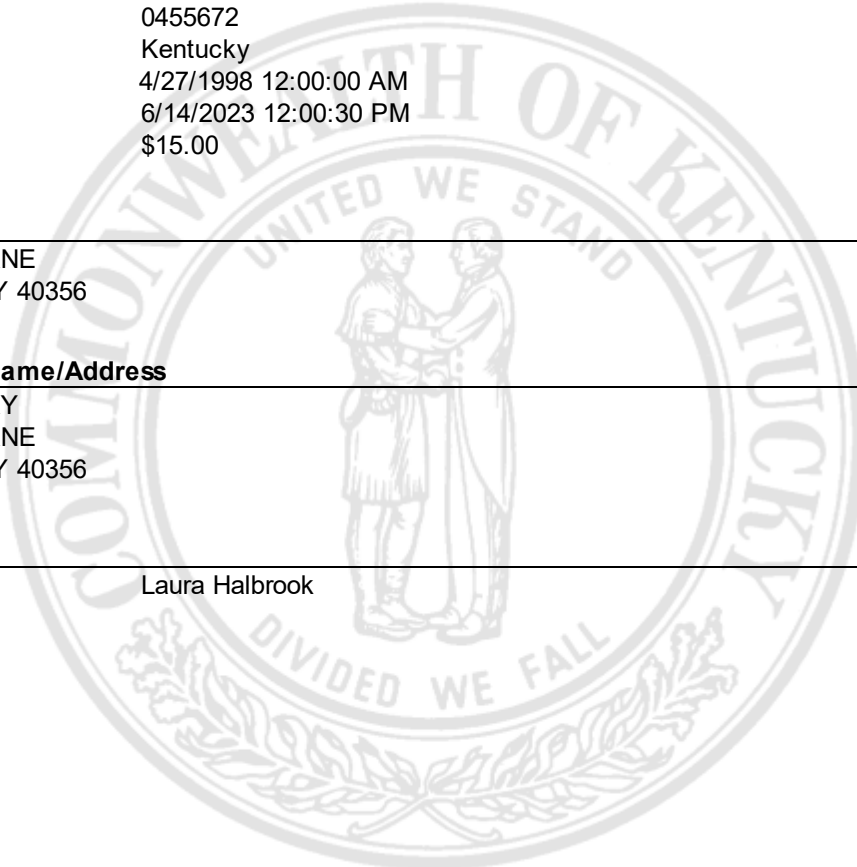 0455672
Kentucky
4/27/1998 12:00:00 AM
6/14/2023 12:00:30 PM
$15.00
COMMONWEALTH OF KENTUCKY
UNITED WE STAND
NE
Y 40356
ame/Address
Y
NE
Y 40356
Laura Halbrook
DIVIDED WE FALL